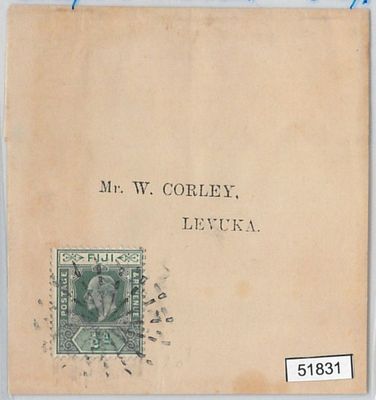 Mr. W. CORLEY,
LEVUKA.
FIJI
POSTAGE
& REVENUE
½d
51831